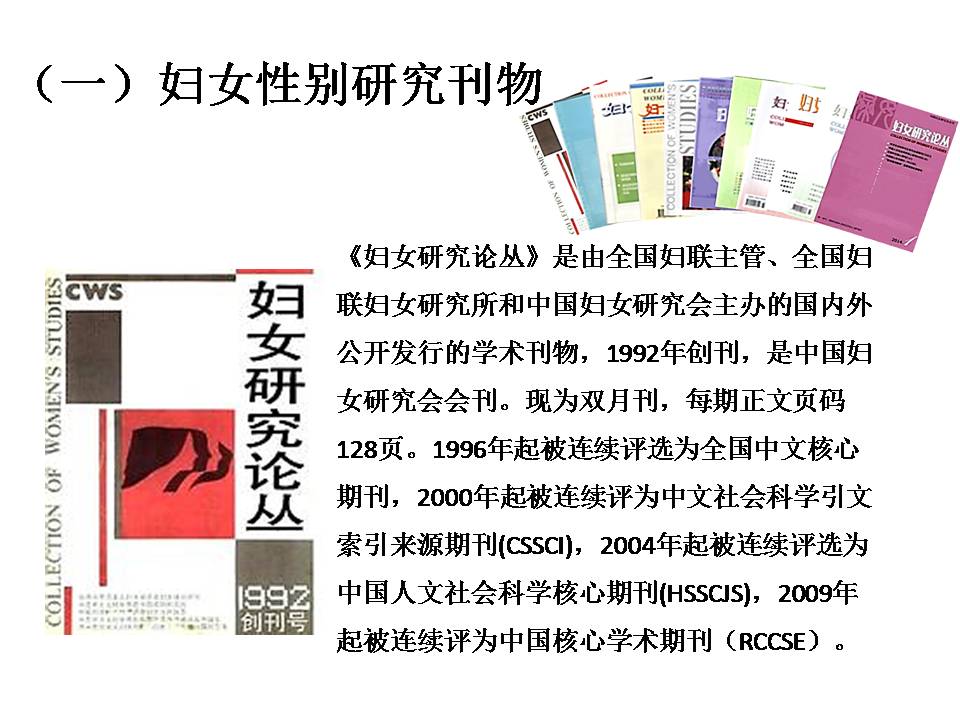 （一）妇女性别研究刊物
CWS
COLLECTION OF WOMEN'S
STUDIES
妇女研究论丛
COLLECTION OF WOMEN'S STUDIES
2014
《妇女研究论丛》是由全国妇联主管、全国妇
联妇女研究所和中国妇女研究会主办的国内外
公开发行的学术刊物，1992年创刊，是中国妇
女研究会会刊。现为双月刊，每期正文页码
128页。1996年起被连续评选为全国中文核心
期刊，2000年起被连续评为中文社会科学引文
索引来源期刊(CSSCI)，2004年起被连续评选为
中国人文社会科学核心期刊(HSSCJS)，2009年
起被连续评为中国核心学术期刊（RCCSE）。
CWS
COLLECTION OF WOMEN'S STUDIES
妇女研究论丛
1992
创刊号